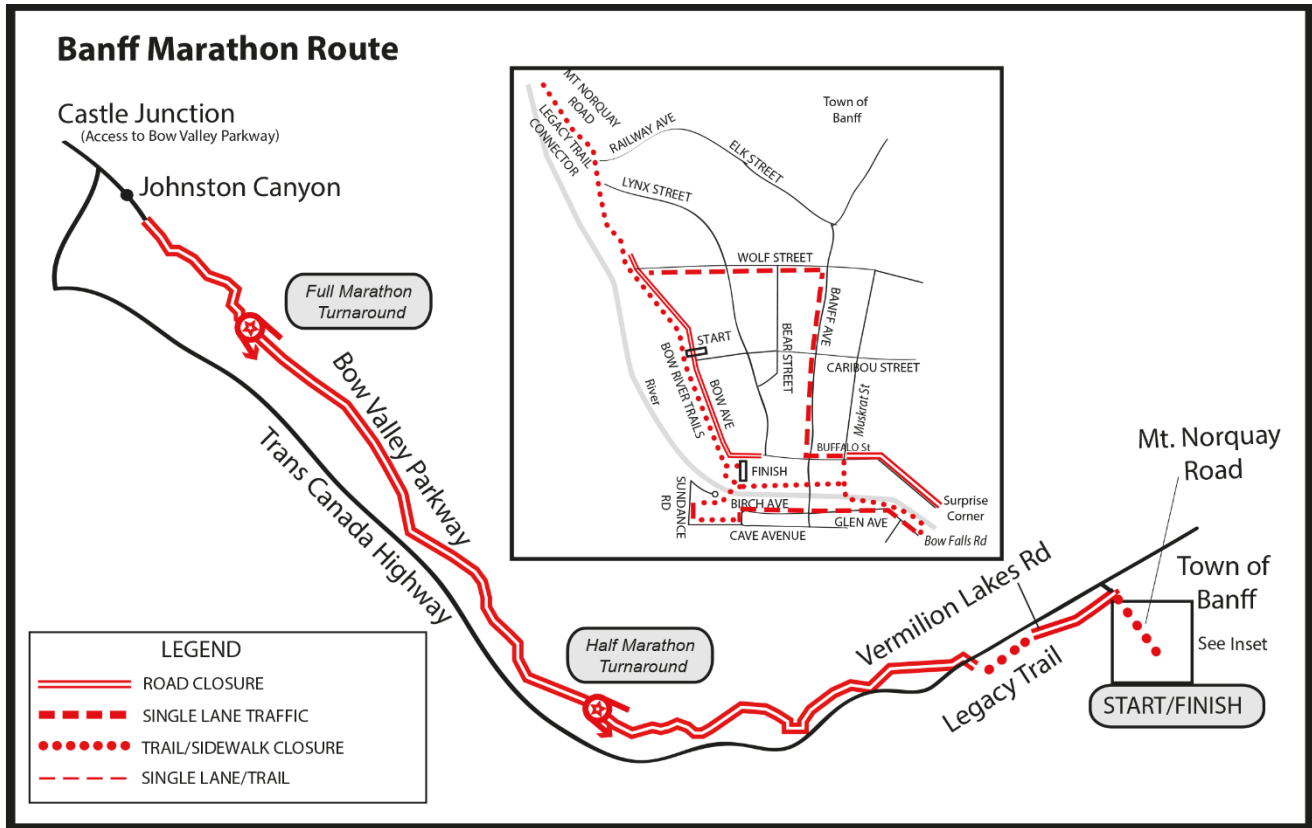 Banff Marathon Route
Castle Junction
(Access to Bow Valley Parkway)
Johnston Canyon
Full Marathon
Turnaround
Bow Valley Parkway
Trans Canada Highway
Half Marathon
Turnaround
Vermilion Lakes Rd
Legacy Trail
Mt. Norquay
Road
Town of
Banff
See Inset
START/FINISH
MT NORQUAY
ROAD
LEGACY TRAIL
CONNECTOR
RAILWAY AVE
ELK STREET
Town of
Banff
LYNX STREET
WOLF STREET
BANFF AVE
BEAR STREET
START
CARIBOU STREET
BOW RIVER TRAILS
BOW AVE
River
Muskrat St
BUFFALO St
FINISH
SUNDANCE
RD
BIRCH AVE
GLEN AVE
CAVE AVENUE
Surprise
Corner
Bow Falls Rd
LEGEND
ROAD CLOSURE
SINGLE LANE TRAFFIC
TRAIL/SIDEWALK CLOSURE
SINGLE LANE/TRAIL